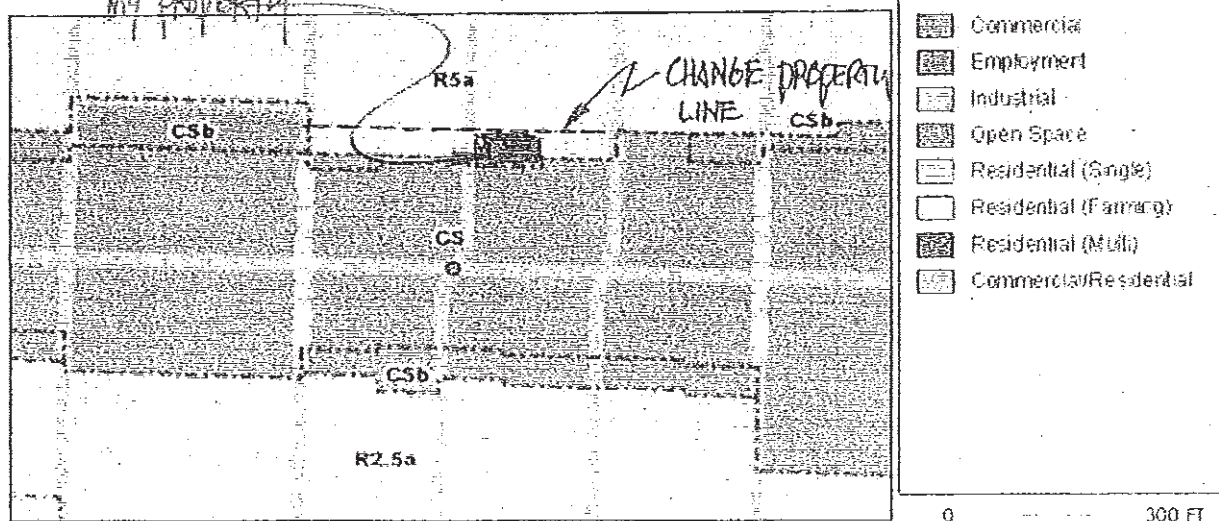 MY PROPERTY
R5a
CHANGE PROPERTY
LINE
CSb
CSb
CS
CSb
R2.5a
Commercial
Employment
Industrial
Open Space
Residential (Single)
Residential (Farming)
Residential (Multi)
Commercial/Residential
0 300 FT